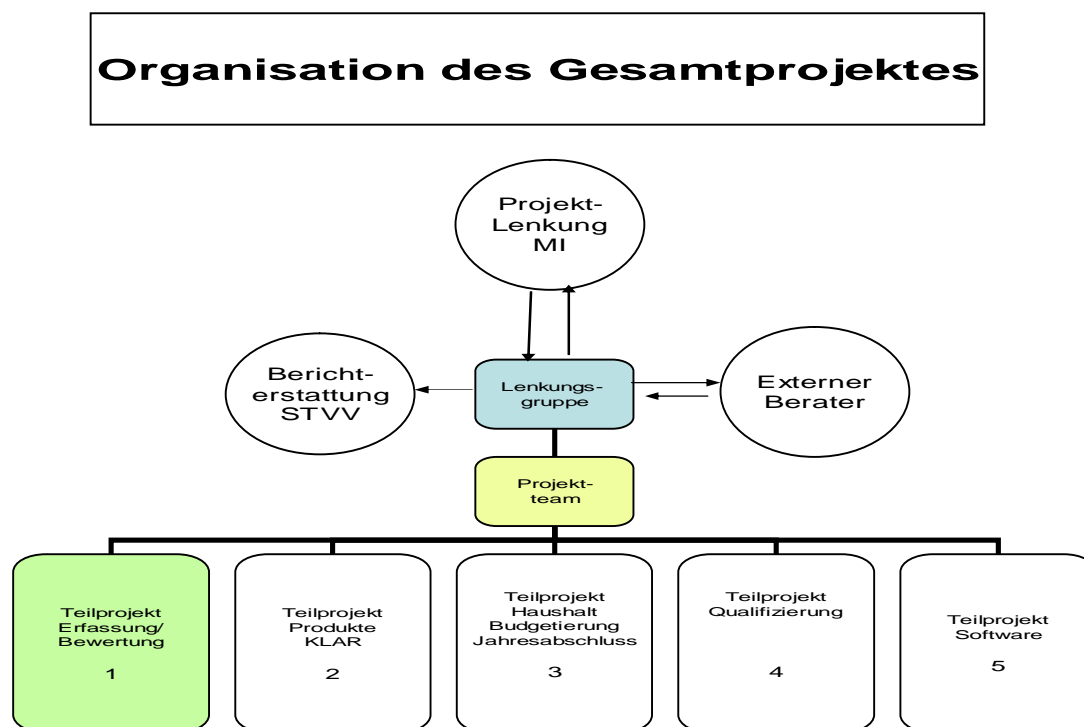 Organisation des Gesamtprojektes
Projekt-
Lenkung
MI
Bericht-
erstattung
STVV
Lenkungs-
gruppe
Externer
Berater
Projekt-
team
Teilprojekt
Erfassung/
Bewertung
1
Teilprojekt
Produkte
KLAR
2
Teilprojekt
Haushalt
Budgetierung
Jahresabschluss
3
Teilprojekt
Qualifizierung
4
Teilprojekt
Software
5